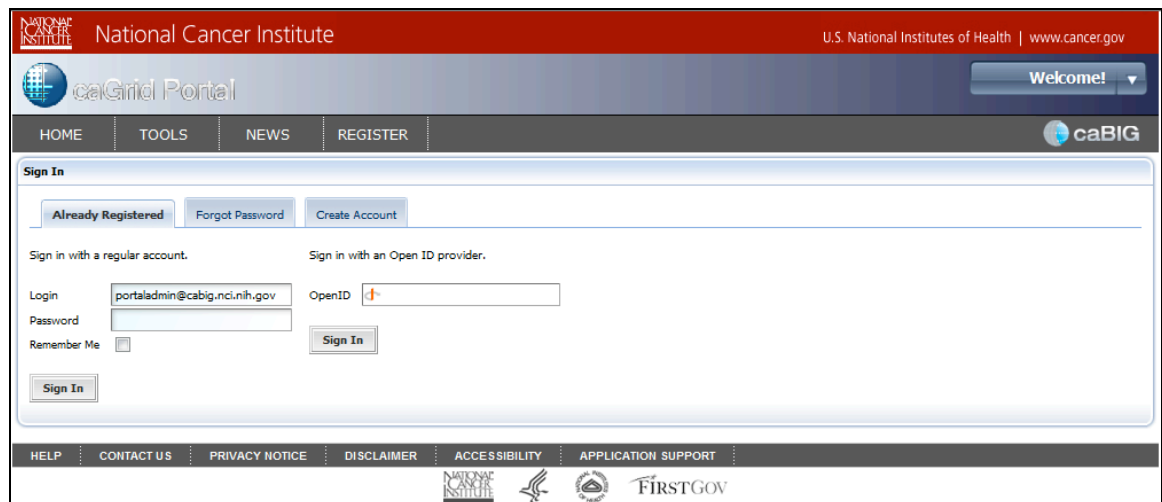 NATIONAL CANCER INSTITUTE National Cancer Institute U.S. National Institutes of Health | www.cancer.gov
caGrid Portal Welcome!
HOME TOOLS NEWS REGISTER caBIG
Sign In
Already Registered Forgot Password Create Account
Sign in with a regular account. Sign in with an Open ID provider.
Login portaladmin@cabig.nci.nih.gov OpenID
Password
Remember Me Sign In
Sign In
HELP CONTACT US PRIVACY NOTICE DISCLAIMER ACCESSIBILITY APPLICATION SUPPORT
NATIONAL CANCER INSTITUTE FIRSTGOV